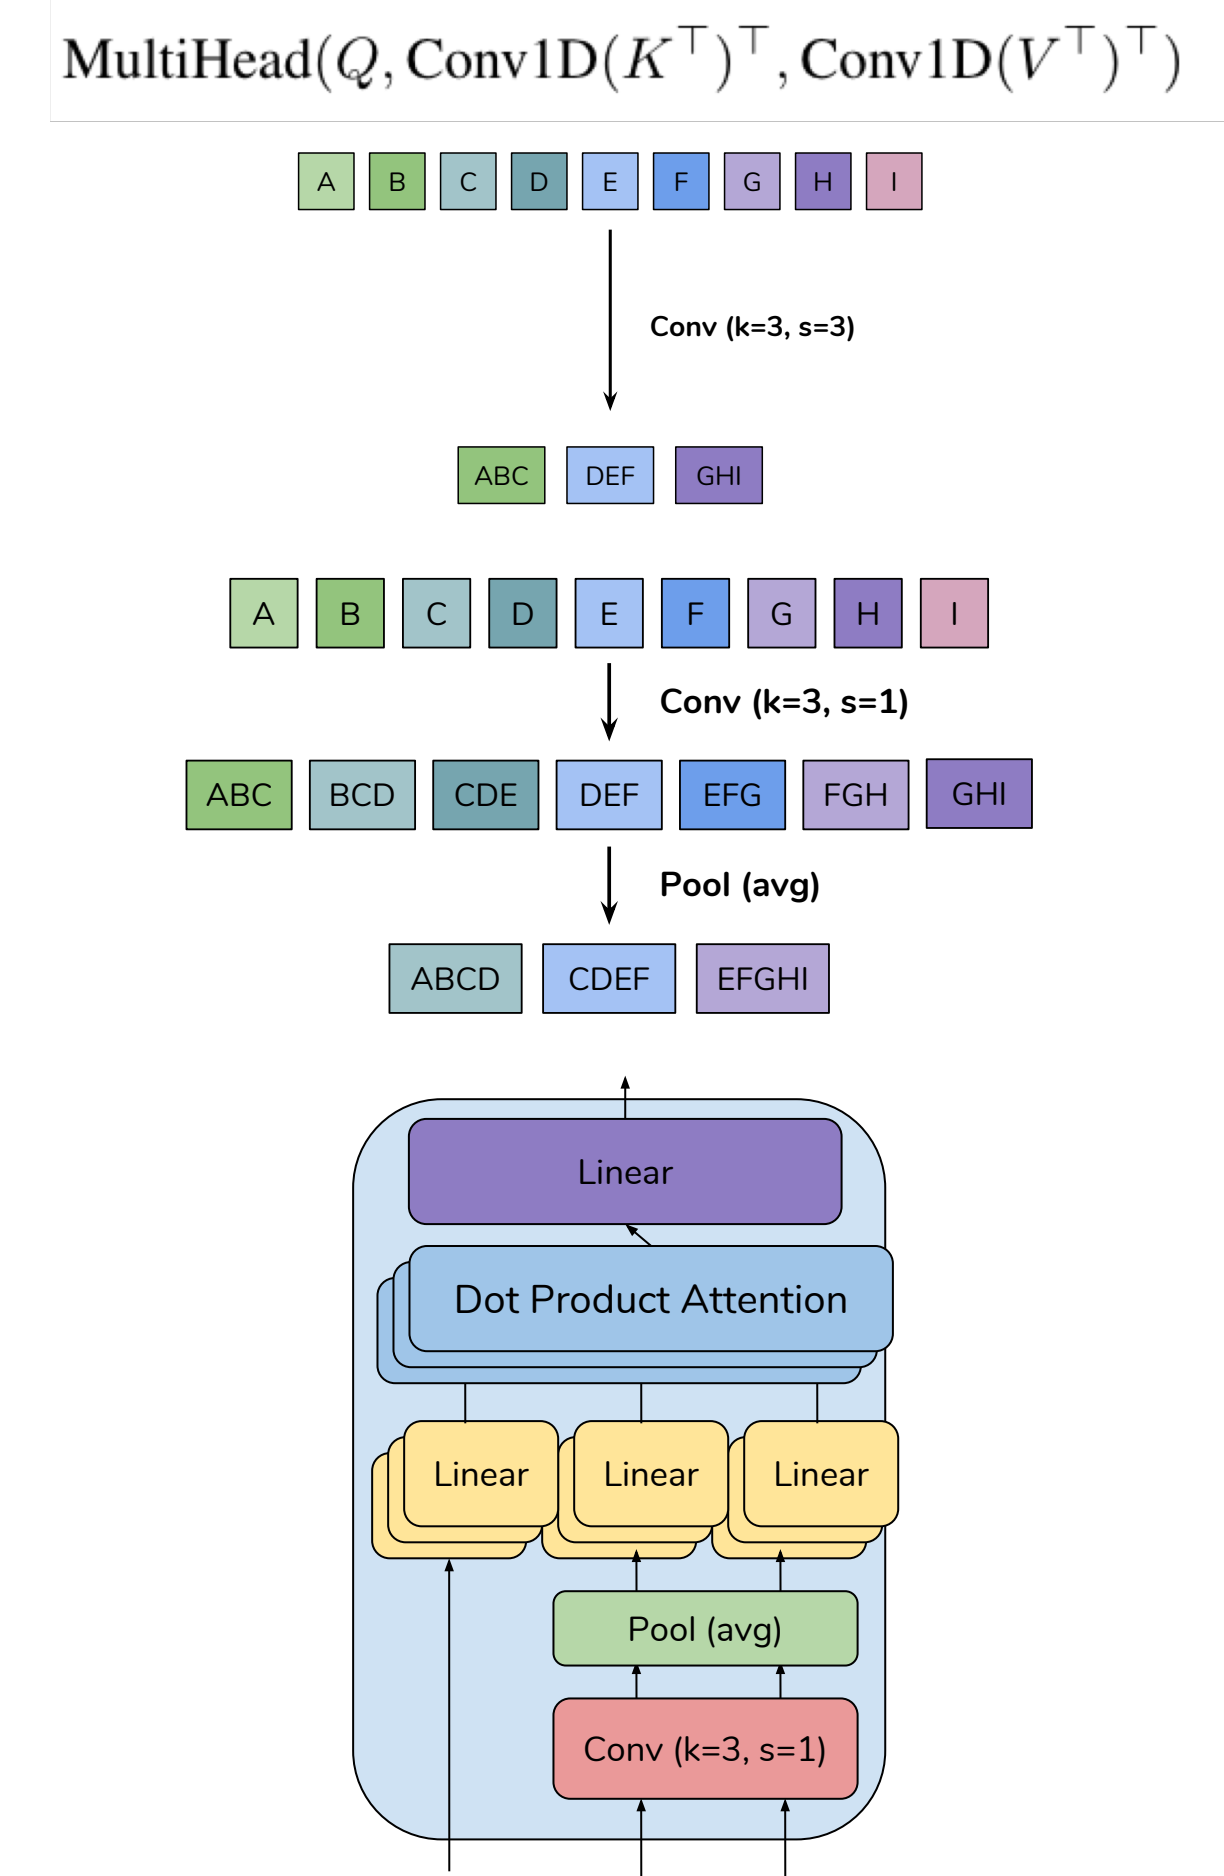 MultiHead(Q, Conv1D(K⊤)⊤, Conv1D(V⊤)⊤)
A B C D E F G H I
Conv (k=3, s=3)
ABC DEF GHI
A B C D E F G H I
Conv (k=3, s=1)
ABC BCD CDE DEF EFG FGH GHI
Pool (avg)
ABCD CDEF EFGHI
Linear
Dot Product Attention
Linear Linear Linear
Pool (avg)
Conv (k=3, s=1)